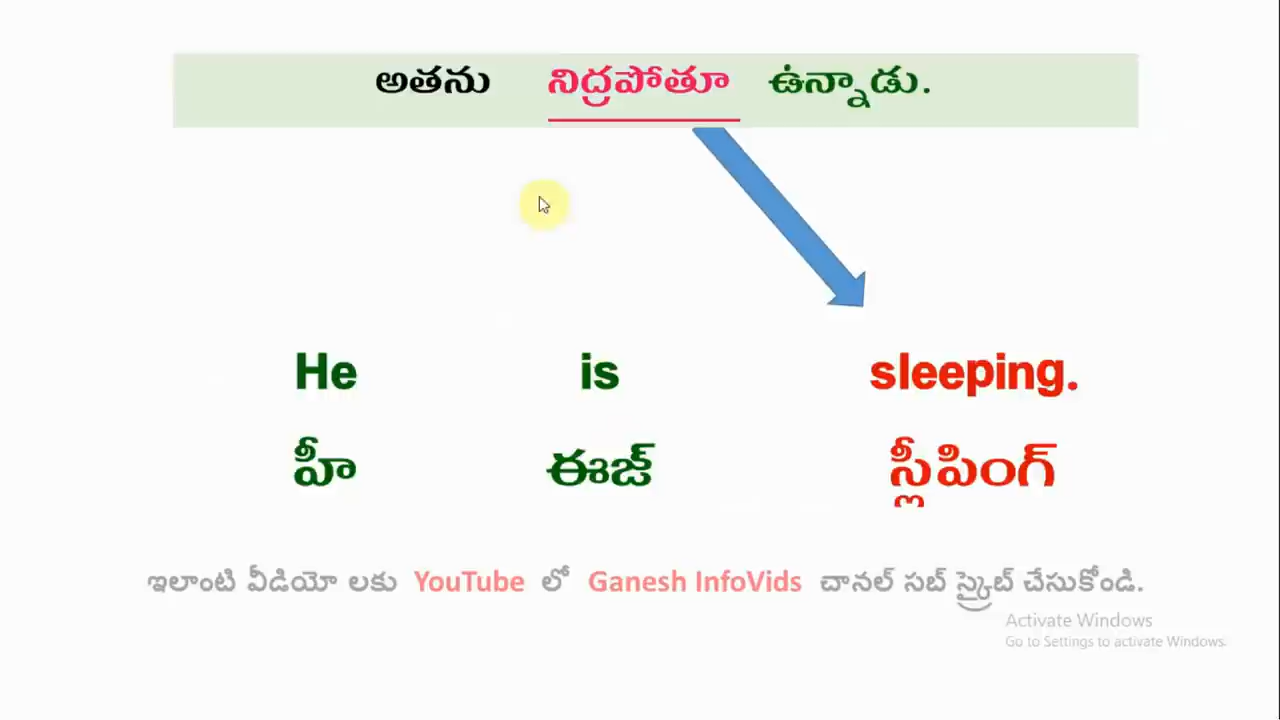 అతను నిద్రపోతూ ఉన్నాడు.
He is sleeping.
హీ ఈజ్ స్లీపింగ్
ఇలాంటి వీడియో లకు YouTube లో Ganesh InfoVids చానల్ సబ్ స్క్రైబ్ చేసుకోండి.
Activate Windows
Go to Settings to activate Windows.